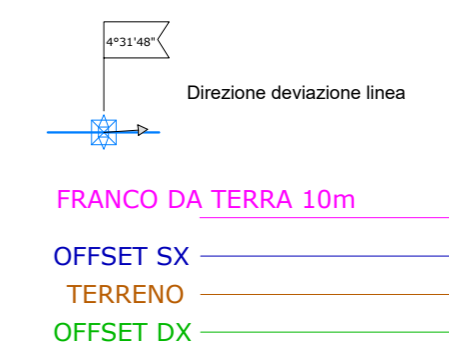 4°31'48"
Direzione deviazione linea
FRANCO DA TERRA 10m
OFFSET SX
TERRENO
OFFSET DX